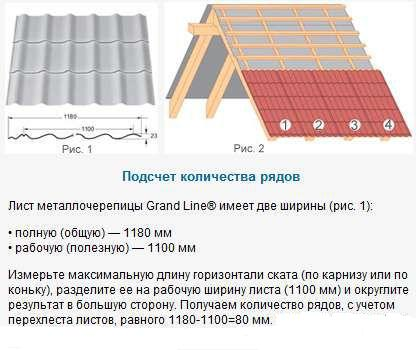 1180
1100
23
Рис. 1
1
2
3
4
Рис. 2
Подсчет количества рядов
Лист металлочерепицы Grand Line® имеет две ширины (рис. 1):
• полную (общую) — 1180 мм
• рабочую (полезную) — 1100 мм
Измерьте максимальную длину горизонтали ската (по карнизу или по
коньку), разделите ее на рабочую ширину листа (1100 мм) и округлите
результат в большую сторону. Получаем количество рядов, с учетом
перехлеста листов, равного 1180-1100=80 мм.